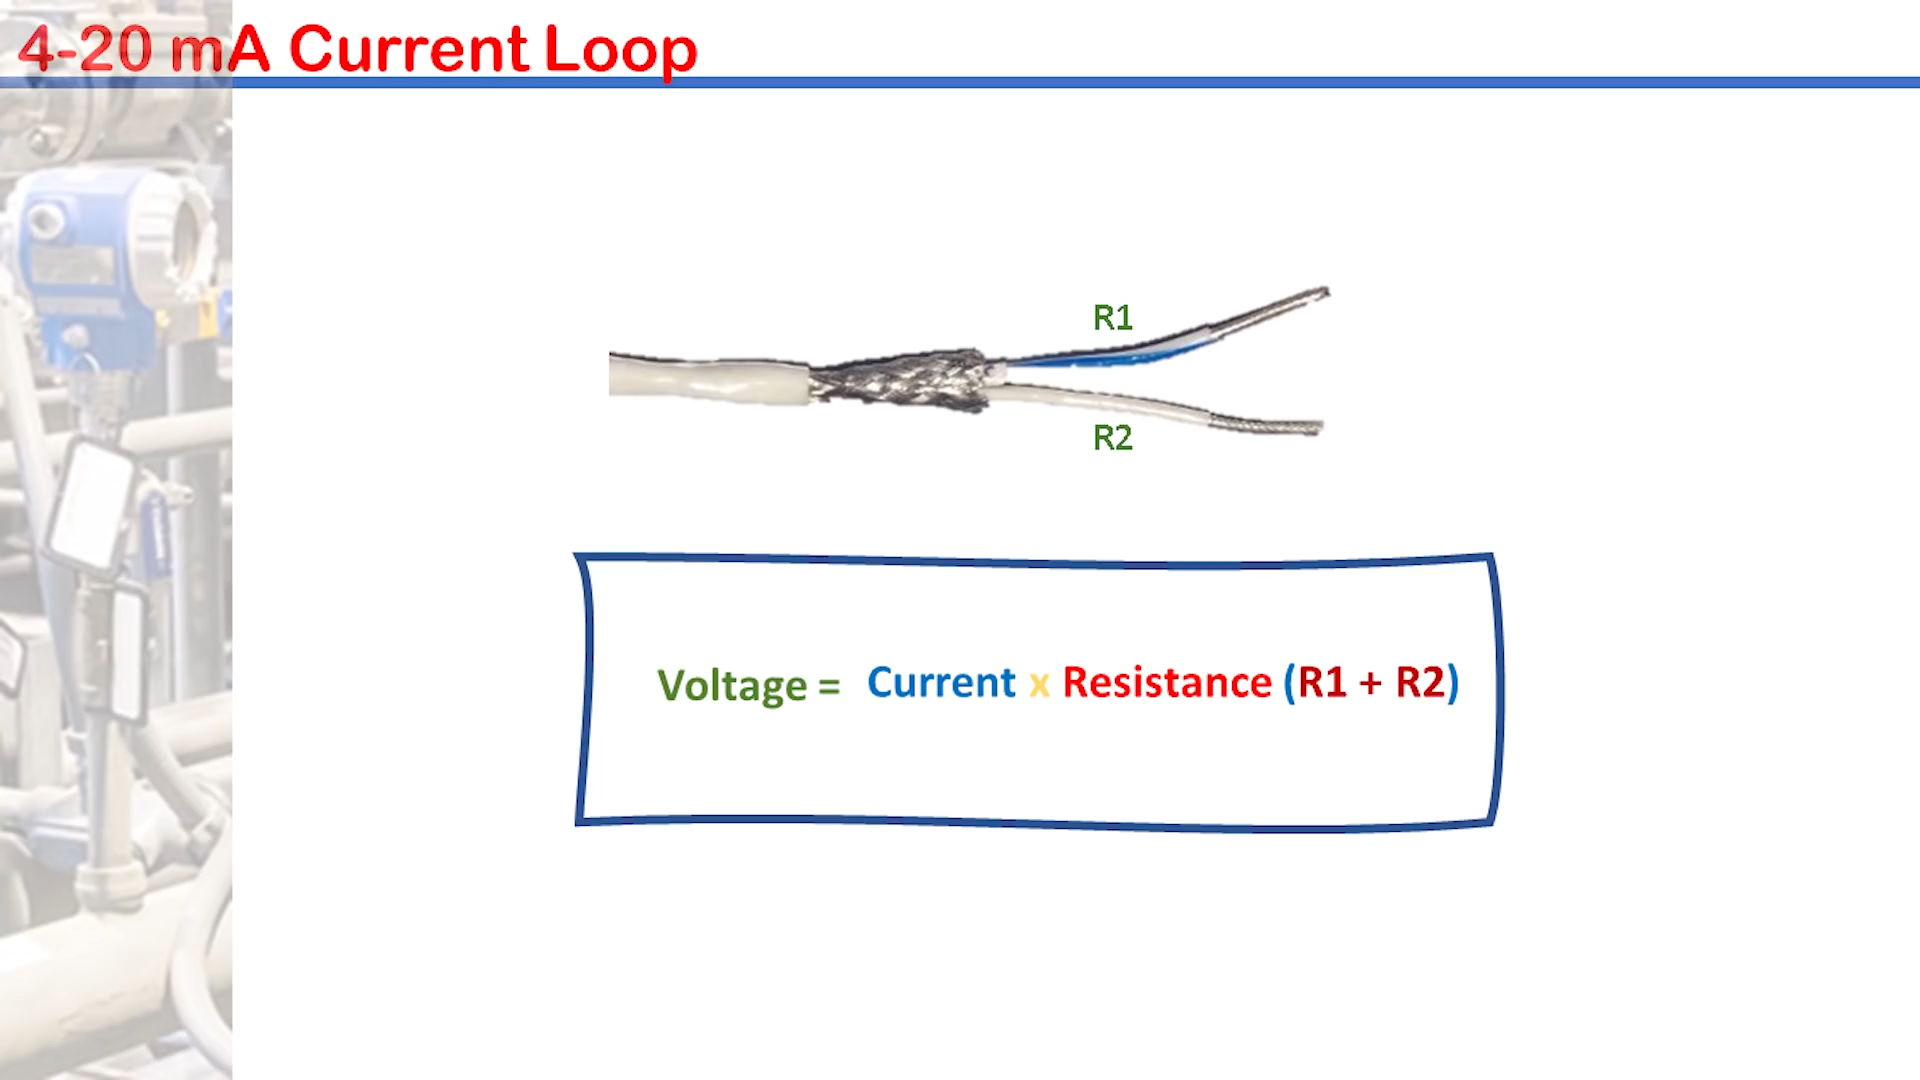 4-20 mA Current Loop
R1
R2
Voltage = Current x Resistance (R1 + R2)